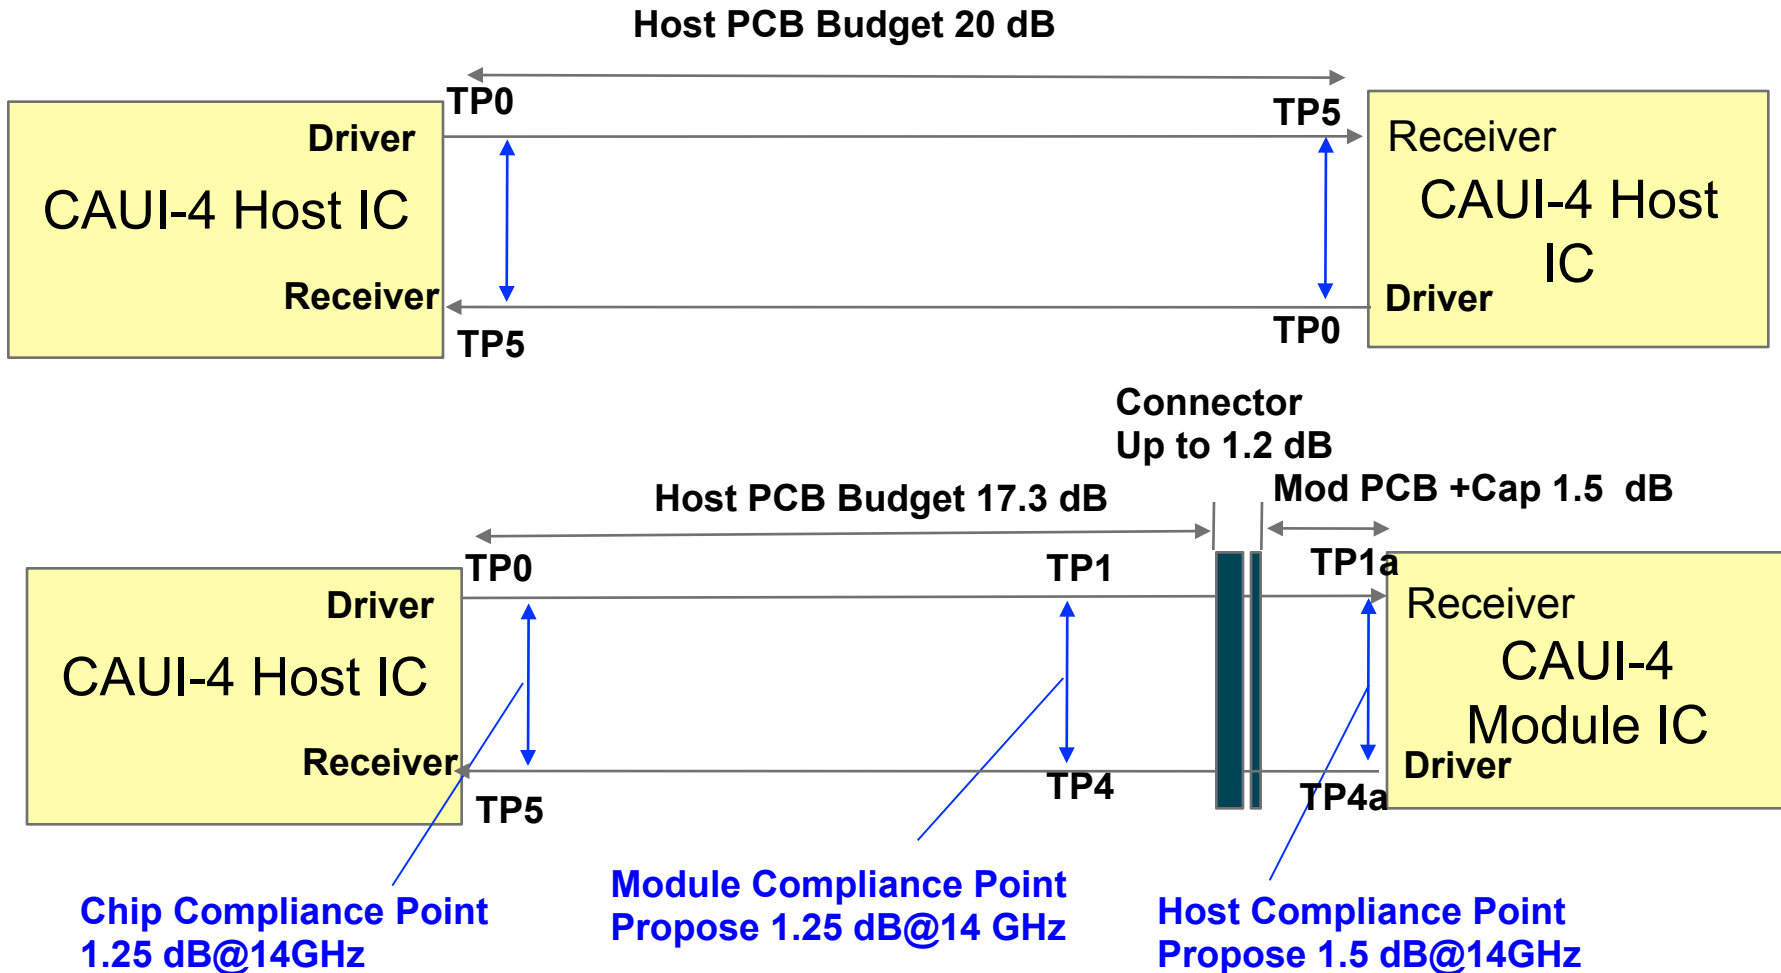 Host PCB Budget 20 dB
TP0
TP5
Driver
Receiver
CAUI-4 Host IC
CAUI-4 Host
IC
Receiver
Driver
TP5
TP0
Connector
Up to 1.2 dB
Host PCB Budget 17.3 dB
Mod PCB +Cap 1.5 dB
TP0
TP1
TP1a
Driver
Receiver
CAUI-4 Host IC
CAUI-4
Module IC
Receiver
Driver
TP5
TP4
TP4a
Chip Compliance Point
1.25 dB@14GHz
Module Compliance Point
Propose 1.25 dB@14 GHz
Host Compliance Point
Propose 1.5 dB@14GHz